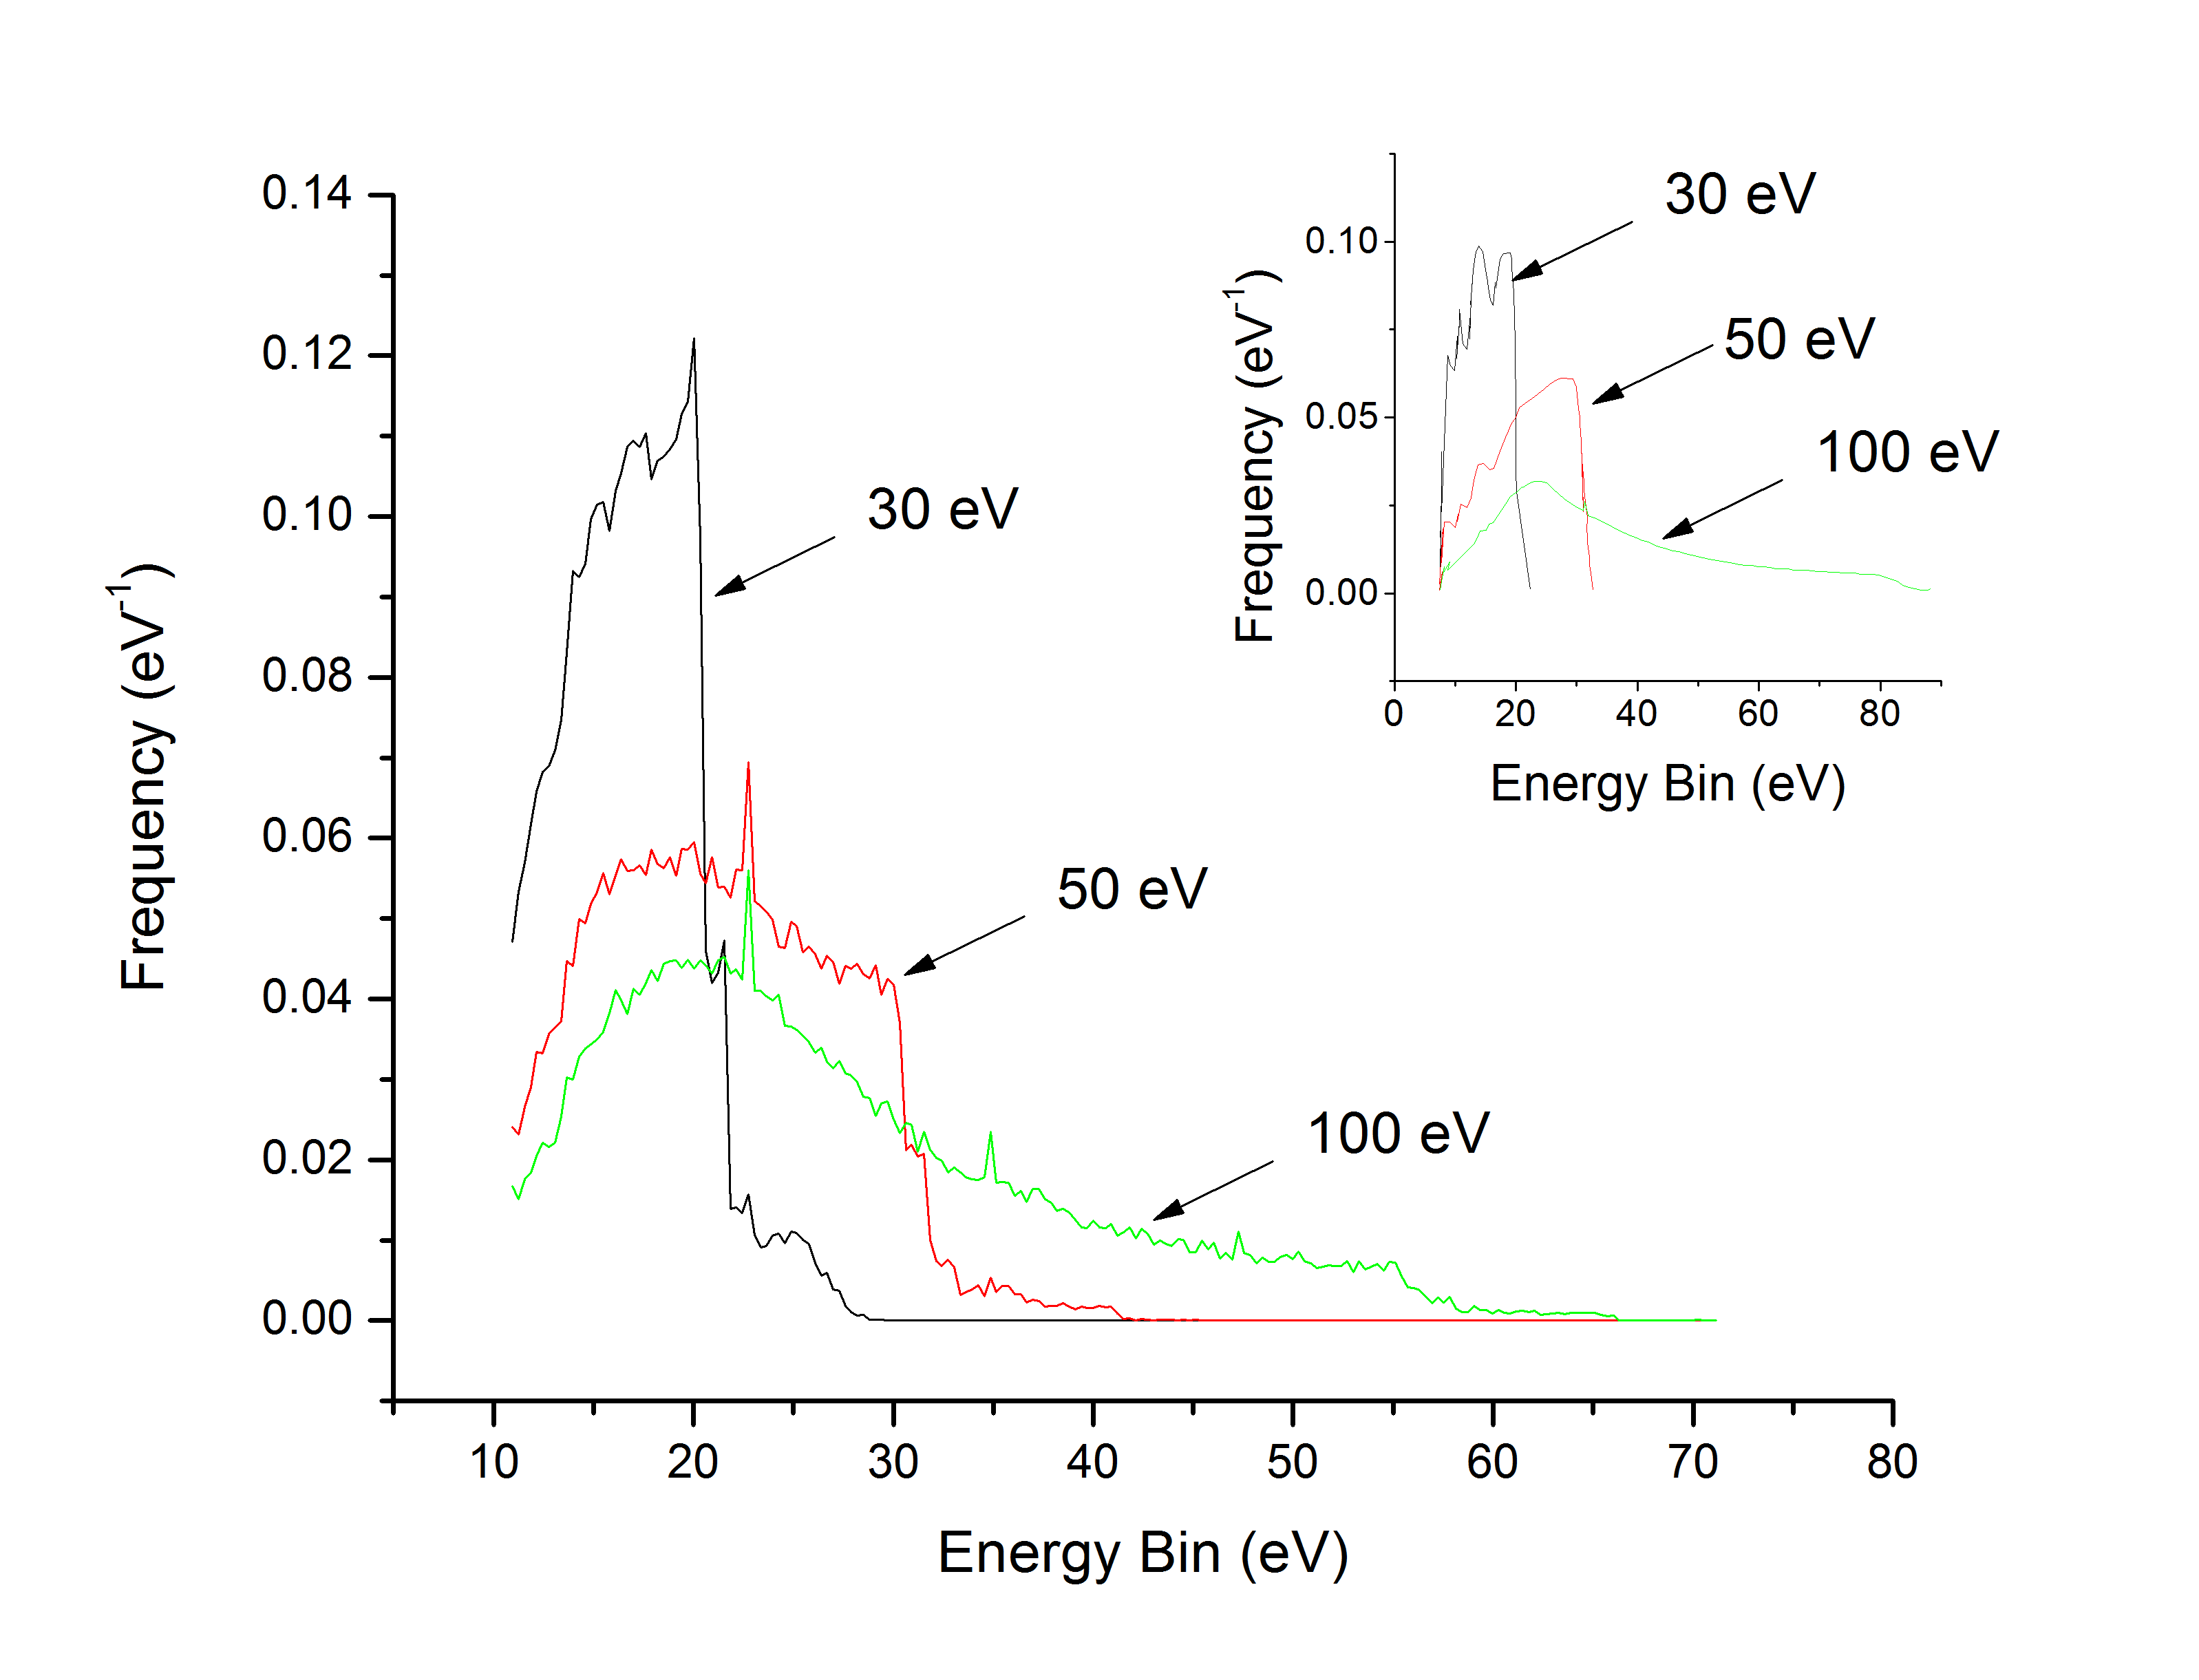 0.14
0.12
0.10
0.08
0.06
0.04
0.02
0.00
Frequency (eV⁻¹)
10 20 30 40 50 60 70 80
Energy Bin (eV)
30 eV
50 eV
100 eV
0.10
0.05
0.00
Frequency (eV⁻¹)
0 20 40 60 80
Energy Bin (eV)
30 eV
50 eV
100 eV